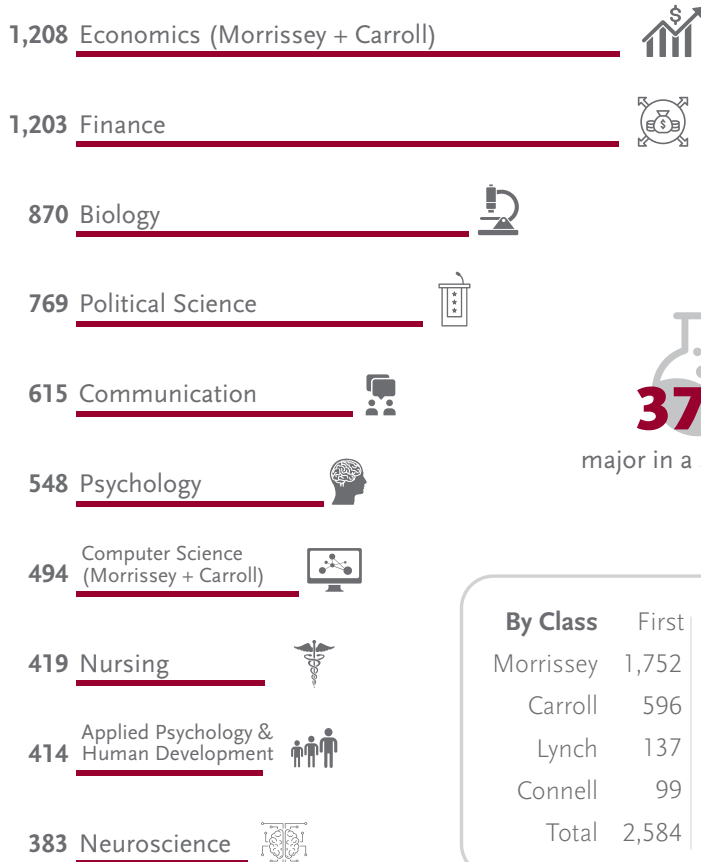 1,208 Economics (Morrissey + Carroll)
$
1,203 Finance
$
870 Biology
769 Political Science
615 Communication
548 Psychology
494 Computer Science
(Morrissey + Carroll)
419 Nursing
414 Applied Psychology &
Human Development
383 Neuroscience
37
major in a
By Class First
Morrissey 1,752
Carroll 596
Lynch 137
Connell 99
Total 2,584